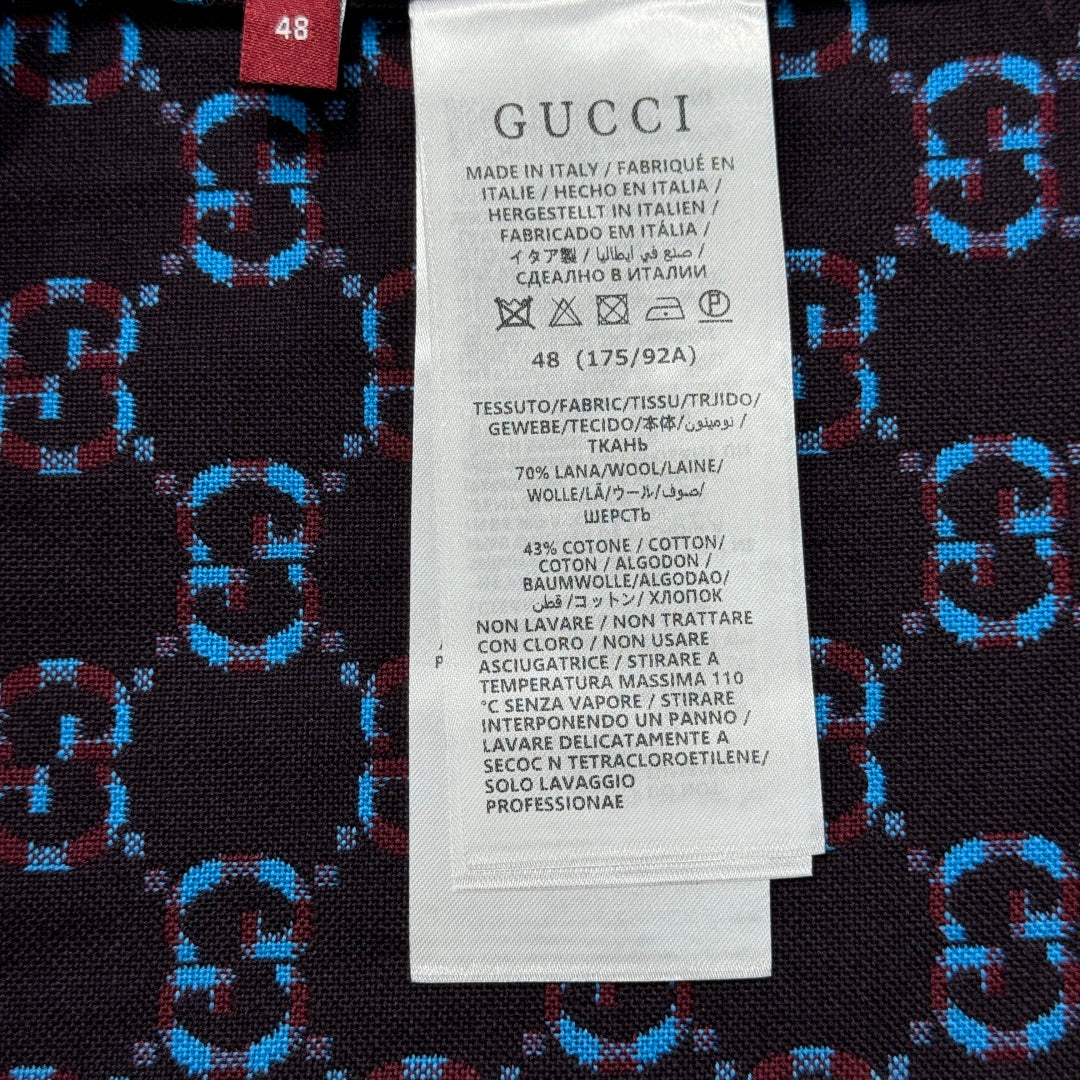 48
GUCCI
MADE IN ITALY / FABRIQUÉ EN
ITALIE / HECHO EN ITALIA /
HERGESTELLT IN ITALIEN /
FABRICADO EM ITÁLIA /
イタア製 / صنع في ايطاليا /
СДЕАЛНО В ИТАЛИИ
48 (175/92A)
TESSUTO/FABRIC/TISSU/TRJIDO/
GEWEBE/TECIDO/本体/نومينون /
ТКАНЬ
70% LANA/WOOL/LAINE/
WOLLE/LÃ/ウール/صوف/
ШЕРСТЬ
43% COTONE / COTTON/
COTON / ALGODON /
BAUMWOLLE/ALGODAO/
قطن /コットン/ ХЛОПОК
NON LAVARE / NON TRATTARE
CON CLORO / NON USARE
ASCIUGATRICE / STIRARE A
TEMPERATURA MASSIMA 110
°C SENZA VAPORE / STIRARE
INTERPONENDO UN PANNO /
LAVARE DELICATAMENTE A
SECOC N TETRACLOROETILENE/
SOLO LAVAGGIO
PROFESSIONAE